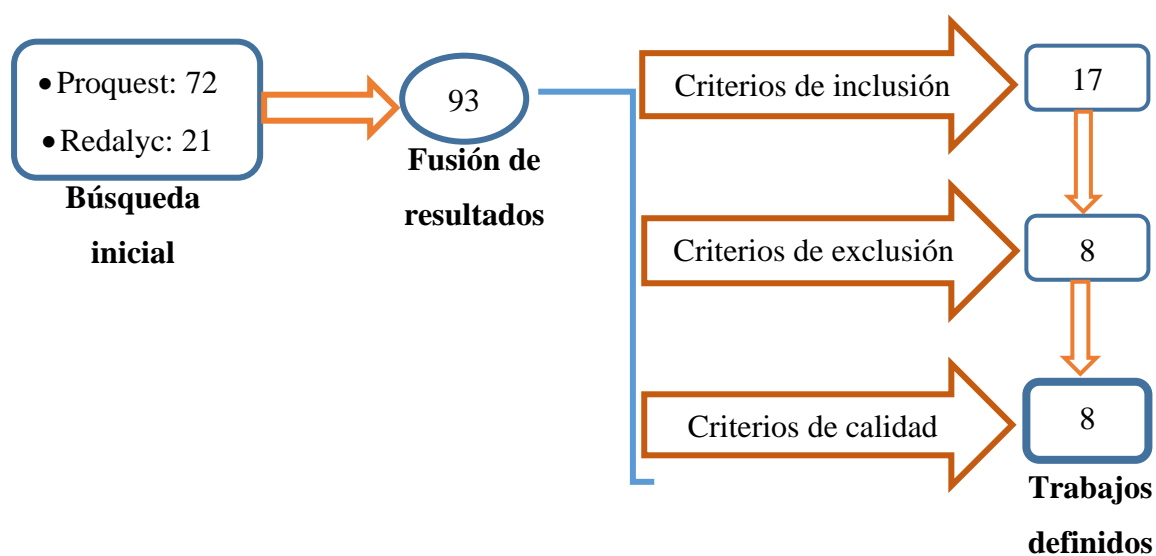 • Proquest: 72
• Redalyc: 21
Búsqueda
inicial
93
Fusión de
resultados
Criterios de inclusión
17
Criterios de exclusión
8
Criterios de calidad
8
Trabajos
definidos